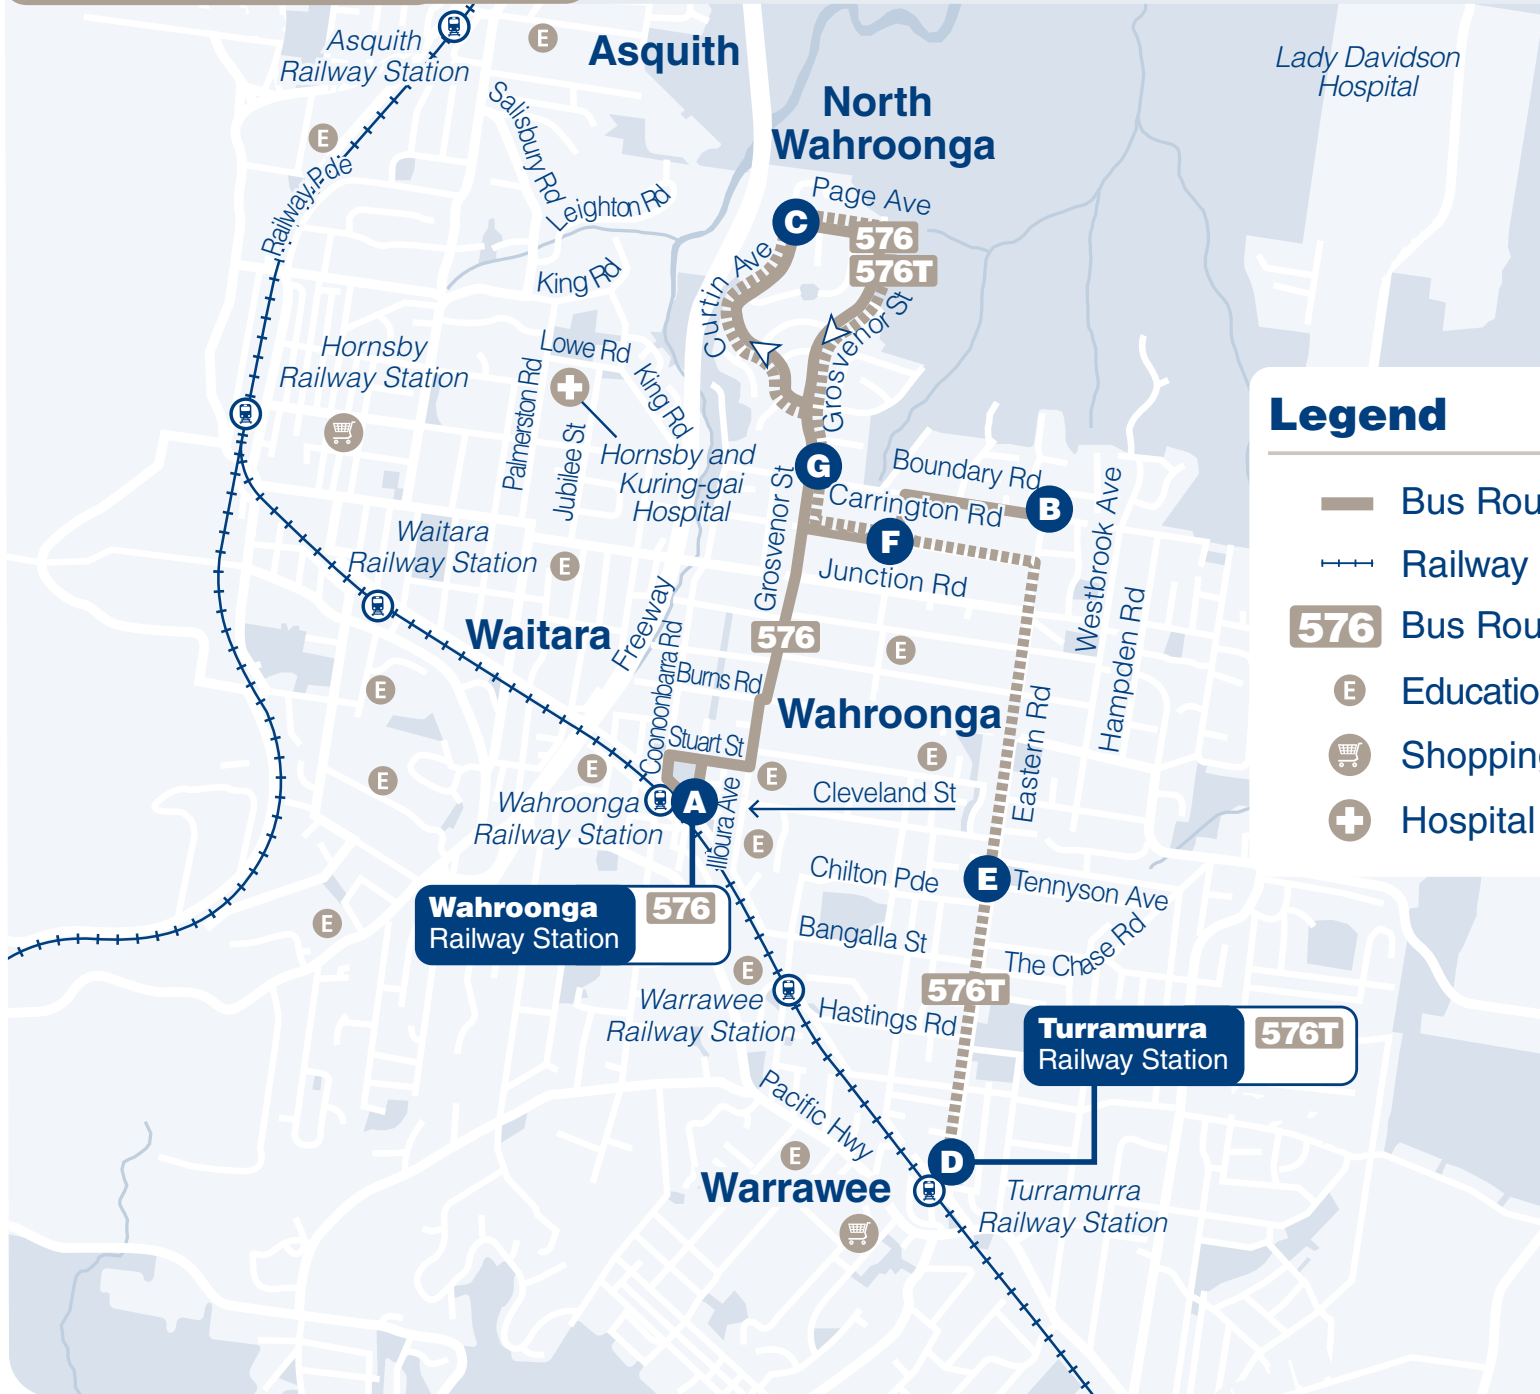 Asquith
Railway Station
E
Asquith
Lady Davidson
Hospital
North
Wahroonga
Salisbury Rd
E
Railway Pde
Leighton Rd
Page Ave
C
576
576T
Curtin Ave
King Rd
Grosvenor St
Hornsby
Railway Station
Lowe Rd
King Rd
Palmerston Rd
Jubilee St
Hornsby and
Kuring-gai
Hospital
Legend
Bus Rou
Railway
576 Bus Rou
E Educatio
Shopping
Hospital
G
Boundary Rd
Carrington Rd
B
Westbrook Ave
Grosvenor St
F
Junction Rd
Waitara
Railway Station
E
Waitara
Freeway
Coonoonbarra Rd
576
E
Hampden Rd
Burns Rd
E
Wahroonga
Eastern Rd
Stuart St
E
E
E
E
Wahroonga
Railway Station
A
Illoura Ave
Cleveland St
E
Chilton Pde
E
Tennyson Ave
Wahroonga
Railway Station
576
E
Bangalla St
The Chase Rd
E
576T
Warrawee
Railway Station
Hastings Rd
Turramurra
Railway Station
576T
Pacific Hwy
E
D
Warrawee
Turramurra
Railway Station